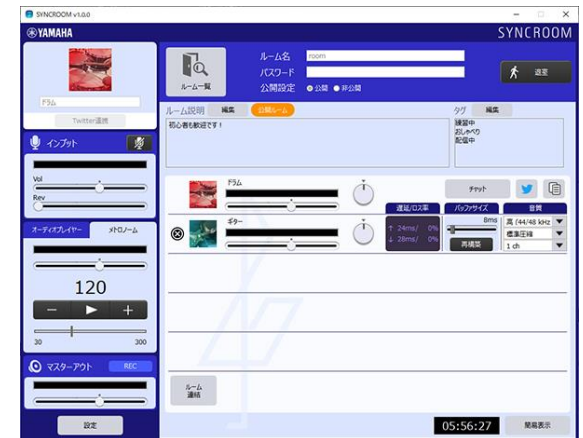 SYNCROOM v1.0.0
YAMAHA
SYNCROOM
ドラム
Twitter連携
インプット
Vol
Rev
オーディオプレイヤー
メトロノーム
120
30
300
マスターアウト
REC
設定
ルーム一覧
ルーム名
room
パスワード
公開設定
公開
非公開
退室
ルーム説明
編集
公開ルーム
初心者も歓迎です！
タグ
編集
練習中
おしゃべり
配信中
ドラム
チャット
遅延/ロス率
バッファサイズ
音質
ギター
↑ 24ms/ 0%
↓ 28ms/ 0%
8ms
再構築
高 (44/48 kHz
標準圧縮
1 ch
ルーム
連結
05:56:27
簡易表示